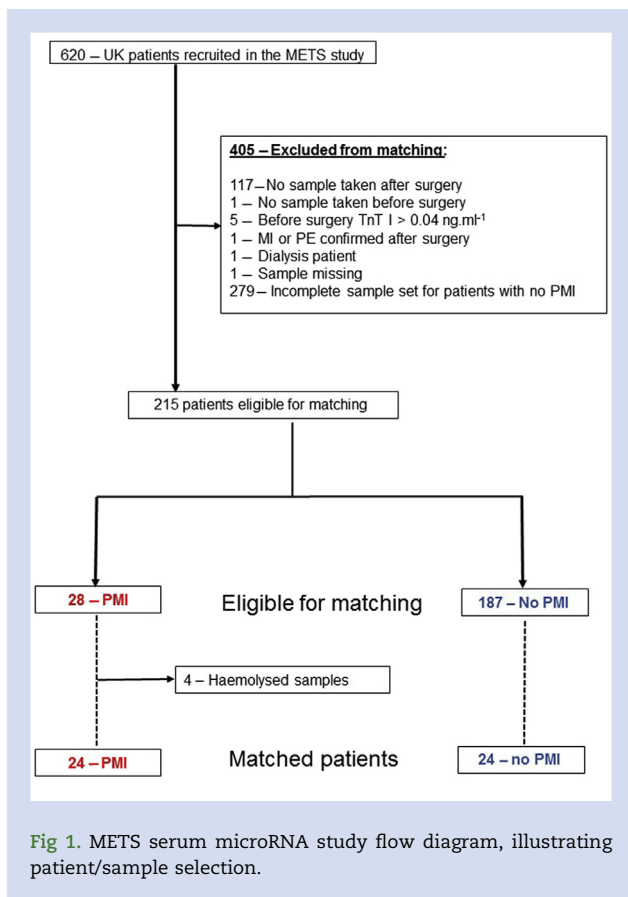 620 – UK patients recruited in the METS study
405 – Excluded from matching:
117–No sample taken after surgery
1 – No sample taken before surgery
5 – Before surgery TnT I > 0.04 ng.ml-1
1 – MI or PE confirmed after surgery
1 – Dialysis patient
1 – Sample missing
279– Incomplete sample set for patients with no PMI
215 patients eligible for matching
28 – PMI
Eligible for matching
187 – No PMI
4 – Haemolysed samples
24 – PMI
Matched patients
24 – no PMI
Fig 1. METS serum microRNA study flow diagram, illustrating
patient/sample selection.